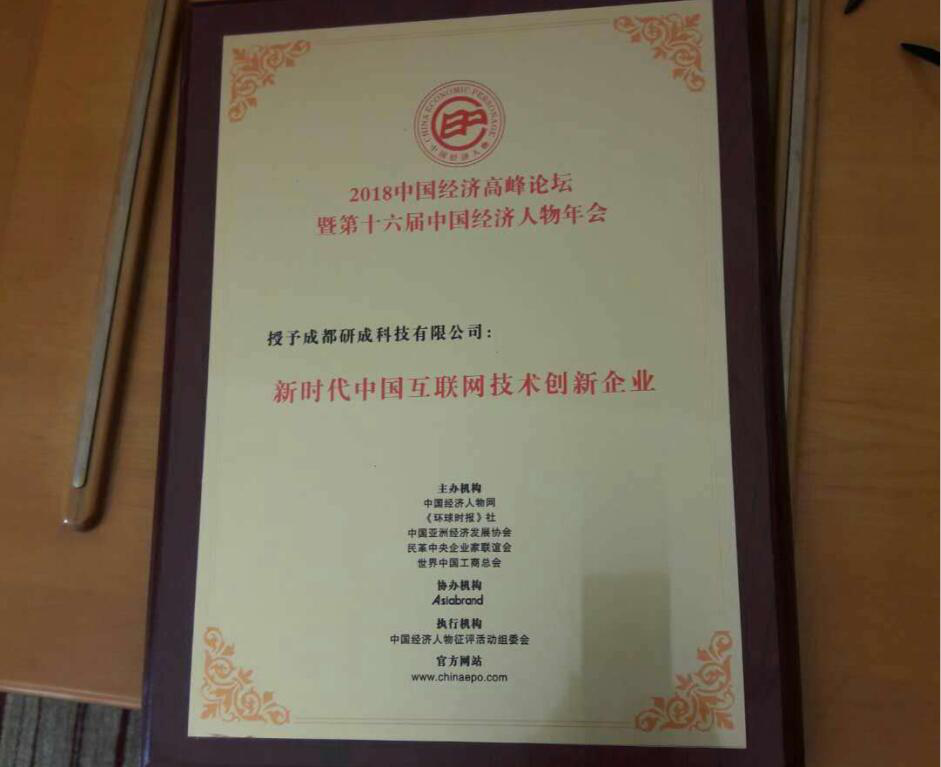 CHINA ECONOMIC PERSONAGE
中国经济人物
2018中国经济高峰论坛
暨第十六届中国经济人物年会
授予成都研成科技有限公司：
新时代中国互联网技术创新企业
主办机构
中国经济人物网
《环球时报》社
中国亚洲经济发展协会
民革中央企业家联谊会
世界中国工商总会
协办机构
Asiabrand
执行机构
中国经济人物征评活动组委会
官方网站
www.chinaepo.com